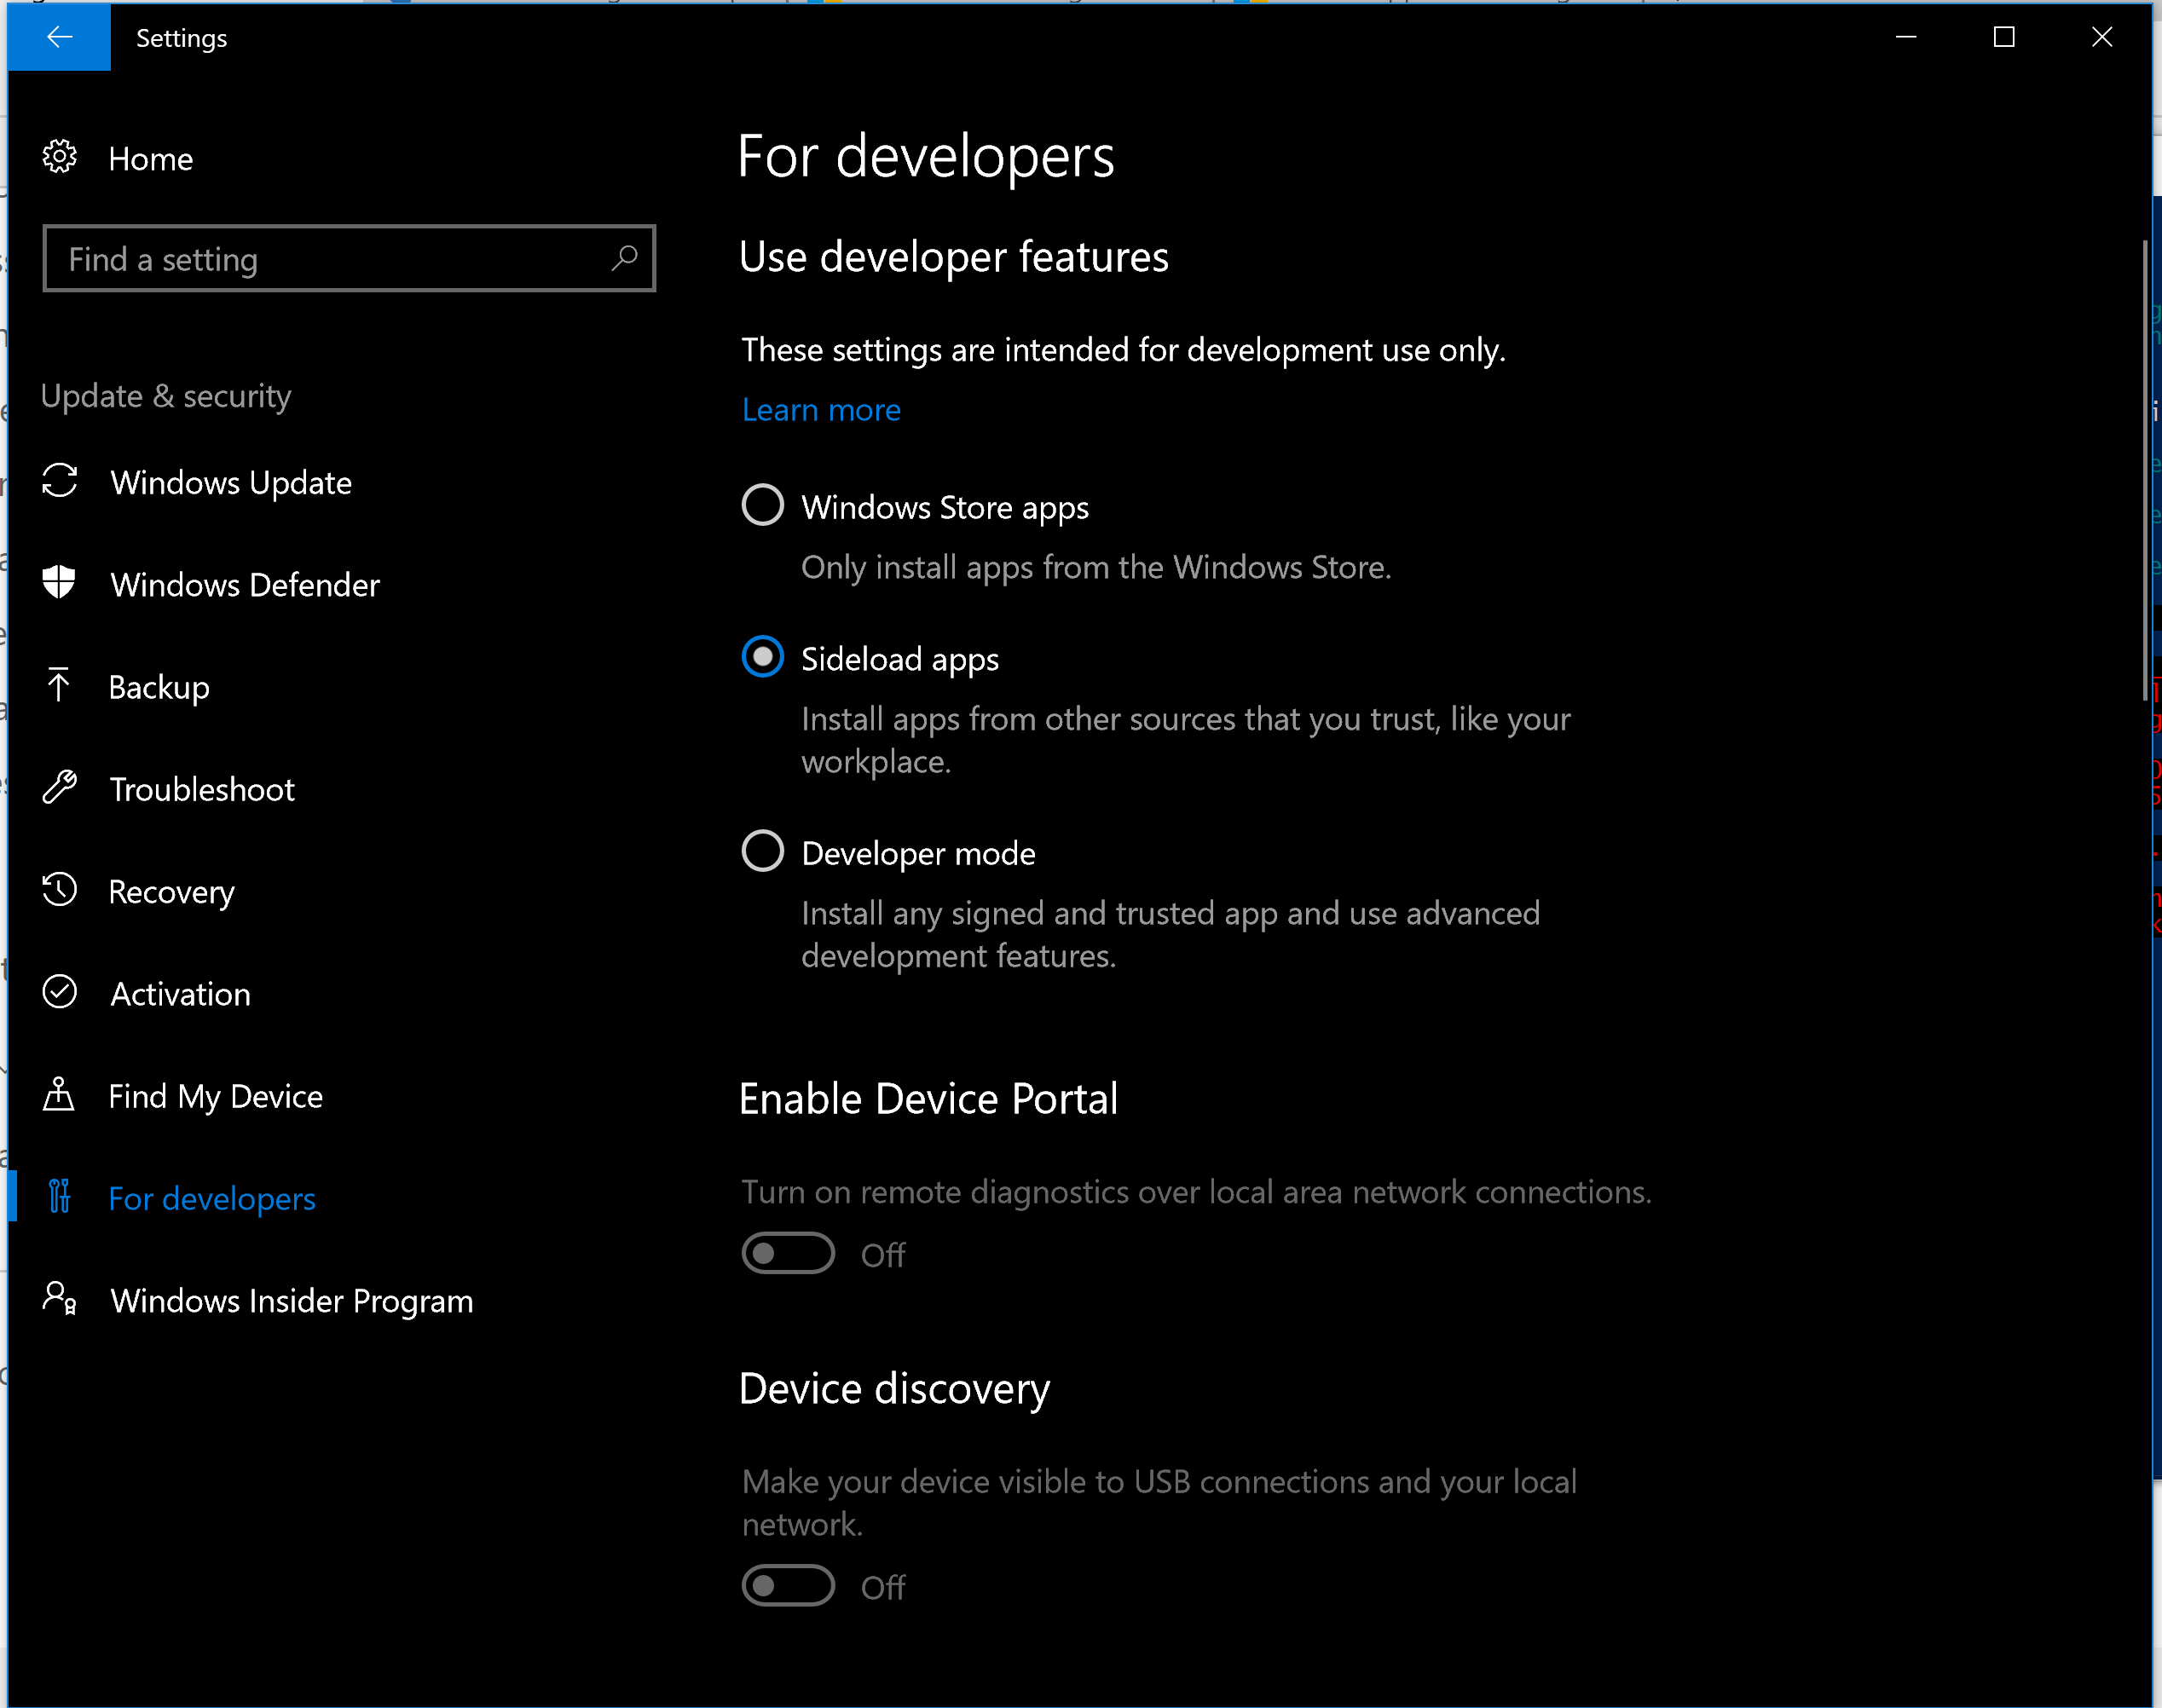 Settings
Home
Find a setting
Update & security
Windows Update
Windows Defender
Backup
Troubleshoot
Recovery
Activation
Find My Device
For developers
Windows Insider Program
For developers
Use developer features
These settings are intended for development use only.
Learn more
Windows Store apps
Only install apps from the Windows Store.
Sideload apps
Install apps from other sources that you trust, like your
workplace.
Developer mode
Install any signed and trusted app and use advanced
development features.
Enable Device Portal
Turn on remote diagnostics over local area network connections.
Off
Device discovery
Make your device visible to USB connections and your local
network.
Off